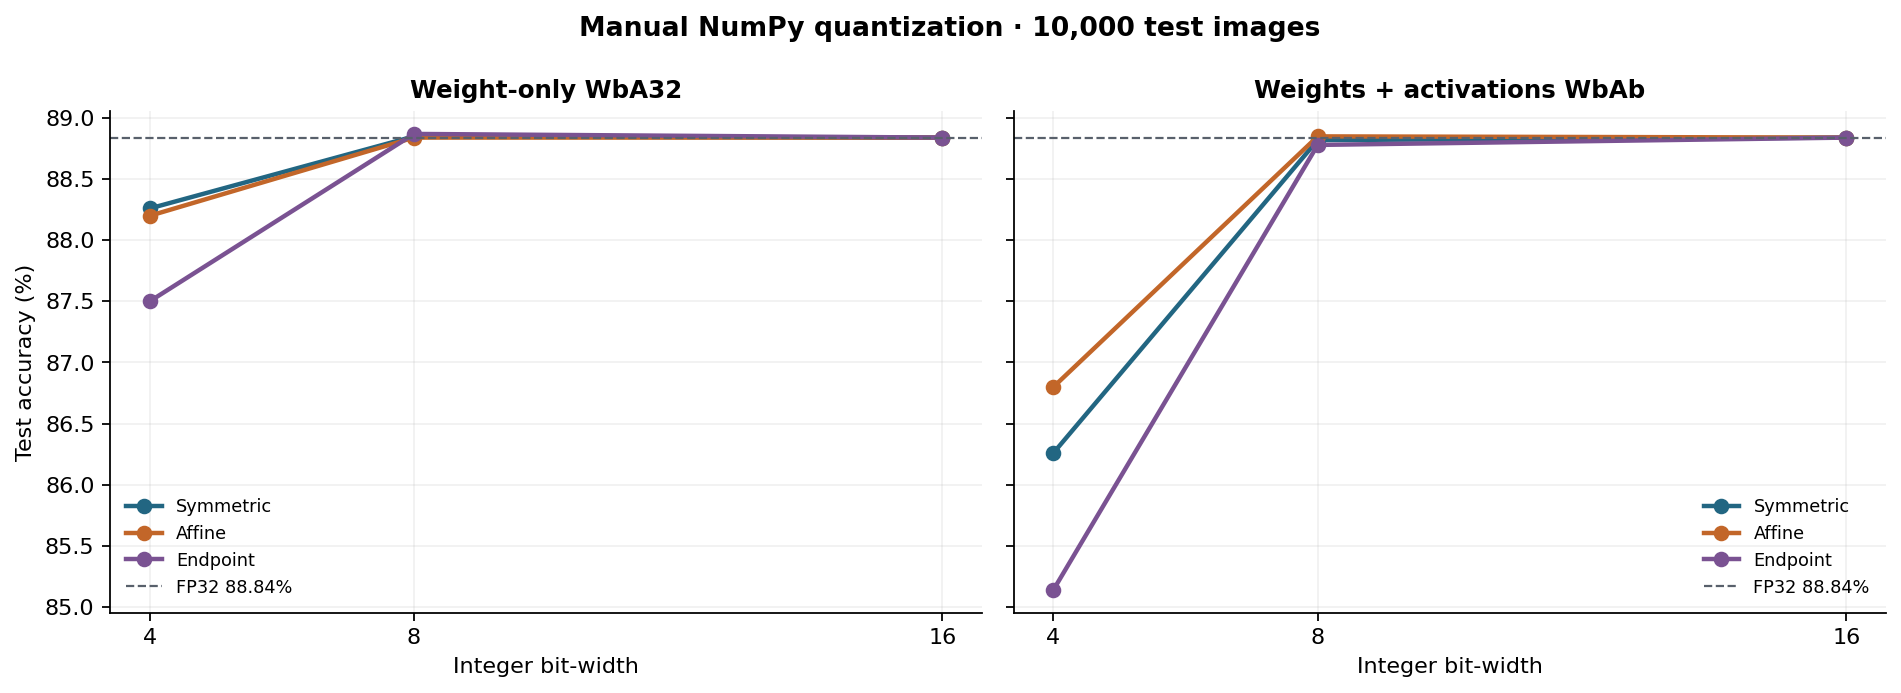 Manual NumPy quantization · 10,000 test images
Weight-only WbA32
Test accuracy (%)
89.0
88.5
88.0
87.5
87.0
86.5
86.0
85.5
85.0
Symmetric
Affine
Endpoint
FP32 88.84%
4
8
16
Integer bit-width
Weights + activations WbAb
Symmetric
Affine
Endpoint
FP32 88.84%
4
8
16
Integer bit-width